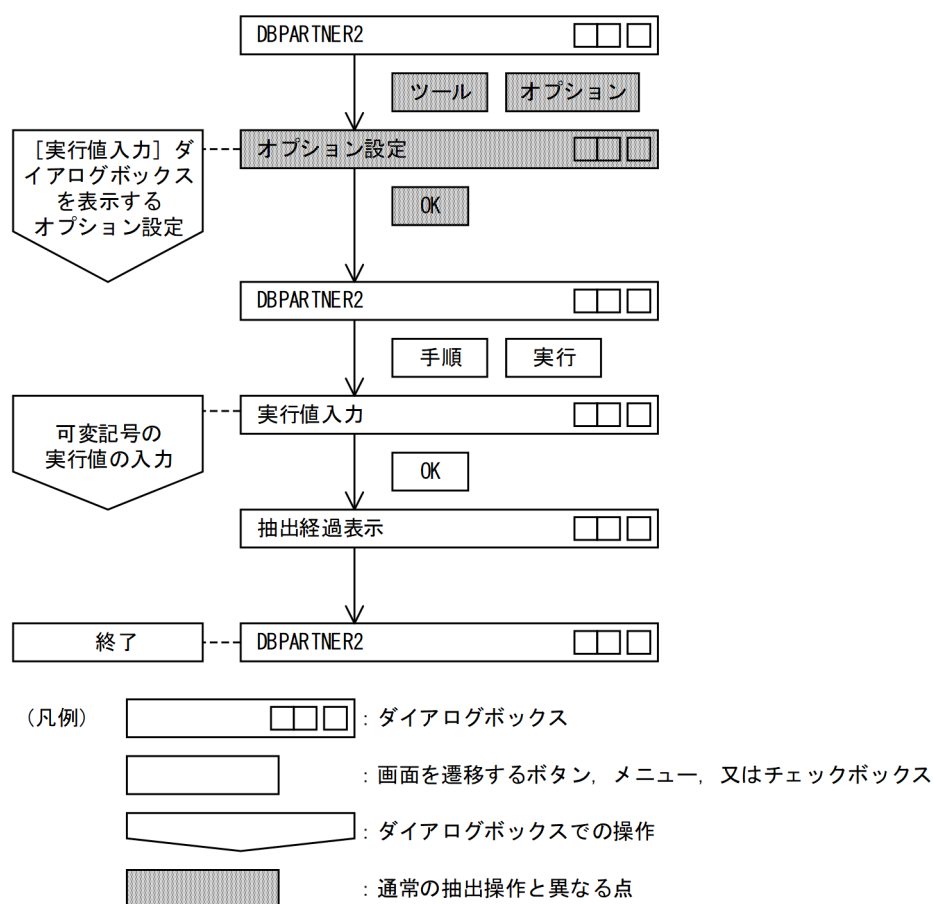 DBPARTNER2
ツール オプション
［実行値入力］ダ
イアログボックス
を表示する
オプション設定
オプション設定
OK
DBPARTNER2
手順 実行
可変記号の
実行値の入力
実行値入力
OK
抽出経過表示
終了
DBPARTNER2
（凡例）
：ダイアログボックス
：画面を遷移するボタン，メニュー，又はチェックボックス
：ダイアログボックスでの操作
：通常の抽出操作と異なる点